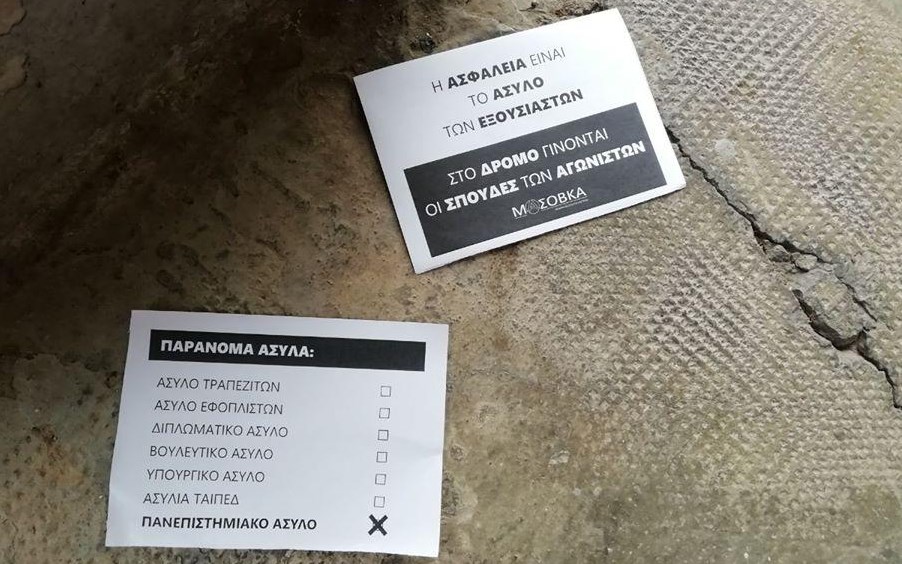 Η ΑΣΦΑΛΕΙΑ ΕΙΝΑΙ
ΤΟ ΑΣΥΛΟ
ΤΩΝ ΕΞΟΥΣΙΑΣΤΩΝ
ΣΤΟ ΔΡΟΜΟ ΓΙΝΟΝΤΑΙ
ΟΙ ΣΠΟΥΔΕΣ ΤΩΝ ΑΓΩΝΙΣΤΩΝ
ΜΑΣΟΒΚΑ
ΠΑΡΑΝΟΜΑ ΑΣΥΛΑ:
ΑΣΥΛΟ ΤΡΑΠΕΖΙΤΩΝ
ΑΣΥΛΟ ΕΦΟΠΛΙΣΤΩΝ
ΔΙΠΛΩΜΑΤΙΚΟ ΑΣΥΛΟ
ΒΟΥΛΕΥΤΙΚΟ ΑΣΥΛΟ
ΥΠΟΥΡΓΙΚΟ ΑΣΥΛΟ
ΑΣΥΛΙΑ ΤΑΙΠΕΔ
ΠΑΝΕΠΙΣΤΗΜΙΑΚΟ ΑΣΥΛΟ